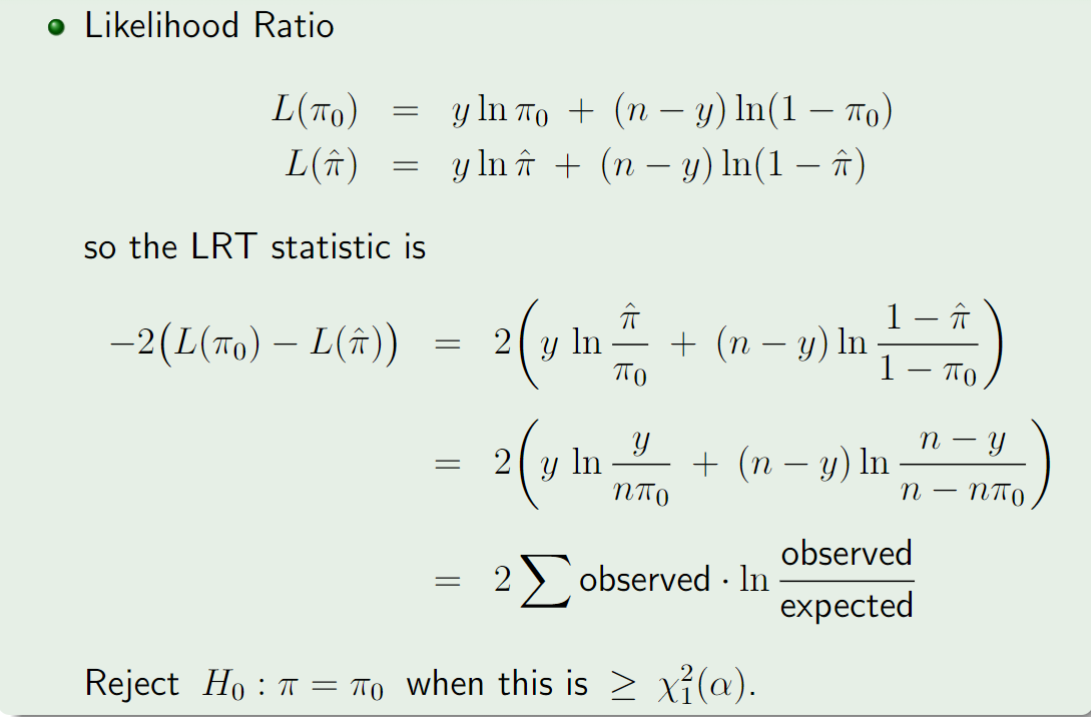 • Likelihood Ratio
L(π₀) = y ln π₀ + (n − y) ln(1 − π₀)
L(π̂) = y ln π̂ + (n − y) ln(1 − π̂)
so the LRT statistic is
−2(L(π₀) − L(π̂)) = 2(y ln π̂/π₀ + (n − y) ln (1 − π̂)/(1 − π₀))
= 2(y ln y/(nπ₀) + (n − y) ln (n − y)/(n − nπ₀))
= 2 ∑ observed · ln observed/expected
Reject H₀ : π = π₀ when this is ≥ χ²₁(α).